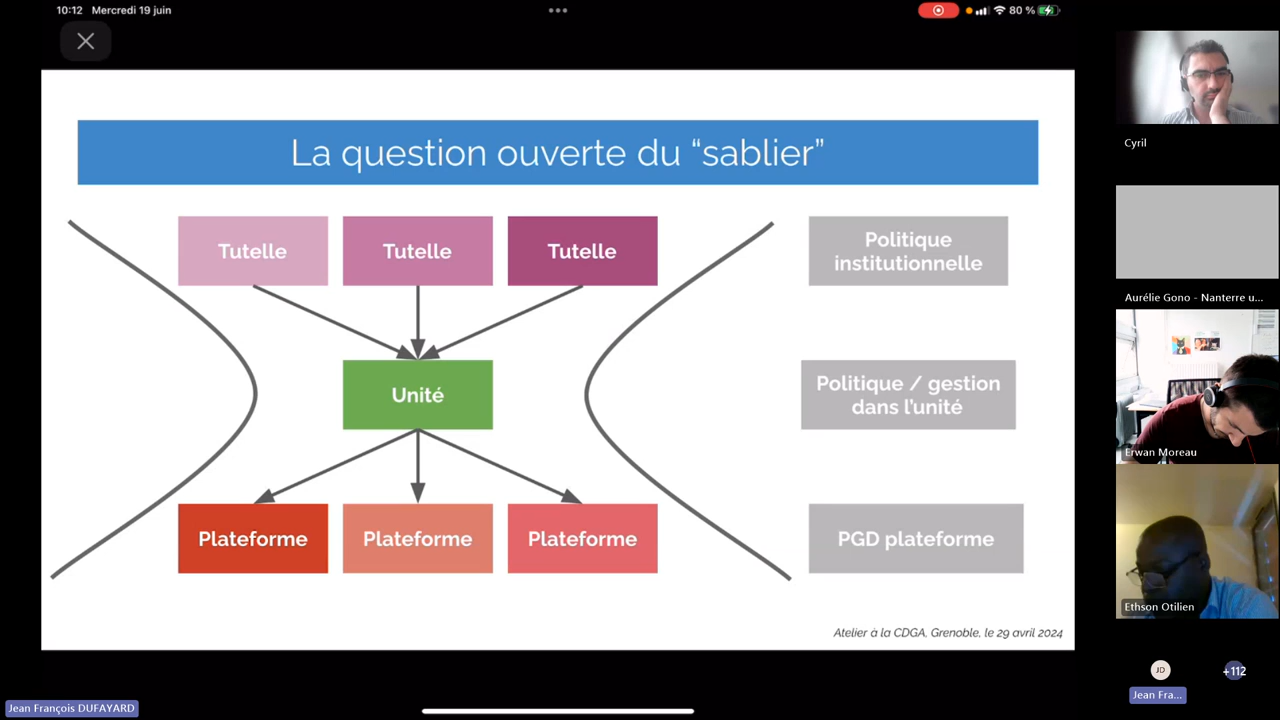 10:12 Mercredi 19 juin
80 %
La question ouverte du “sablier”
Tutelle
Tutelle
Tutelle
Politique
institutionnelle
Unité
Politique / gestion
dans l’unité
Plateforme
Plateforme
Plateforme
PGD plateforme
Atelier à la CDGA, Grenoble, le 29 avril 2024
Cyril
Aurélie Gono - Nanterre u...
Erwan Moreau
Ethson Otilien
JD
+112
Jean Fra...
Jean François DUFAYARD